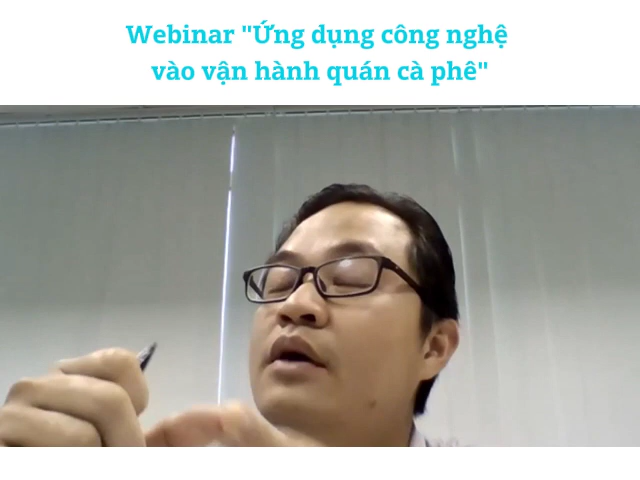 Webinar "Ứng dụng công nghệ
vào vận hành quán cà phê"